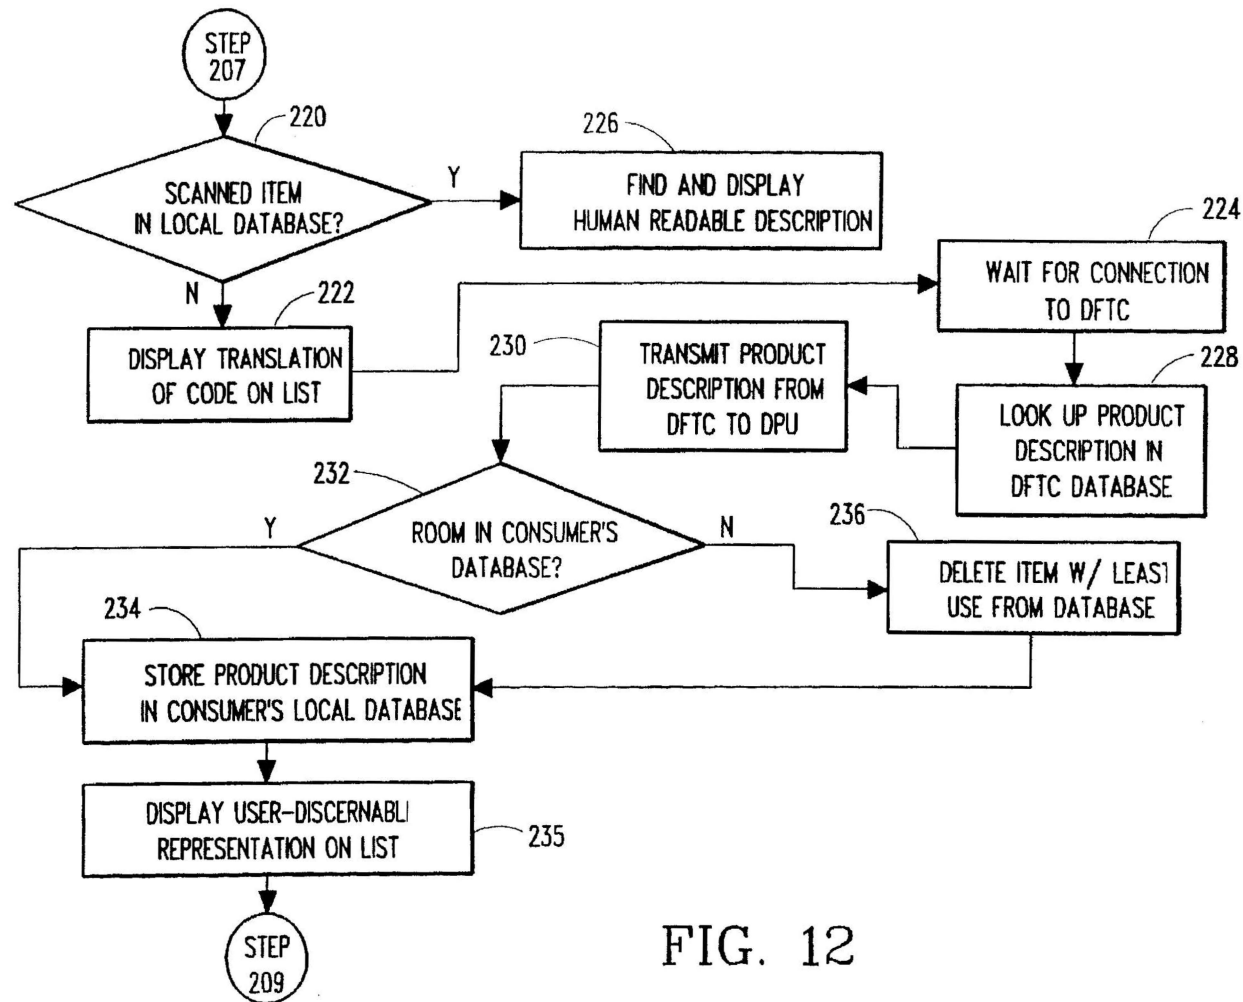 STEP
207
220
SCANNED ITEM
IN LOCAL DATABASE?
Y
N
226
FIND AND DISPLAY
HUMAN READABLE DESCRIPTION
222
DISPLAY TRANSLATION
OF CODE ON LIST
224
WAIT FOR CONNECTION
TO DFTC
228
LOOK UP PRODUCT
DESCRIPTION IN
DFTC DATABASE
230
TRANSMIT PRODUCT
DESCRIPTION FROM
DFTC TO DPU
232
ROOM IN CONSUMER'S
DATABASE?
Y
N
236
DELETE ITEM W/ LEAST
USE FROM DATABASE
234
STORE PRODUCT DESCRIPTION
IN CONSUMER'S LOCAL DATABASE
DISPLAY USER-DISCERNABL
REPRESENTATION ON LIST
235
STEP
209
FIG. 12